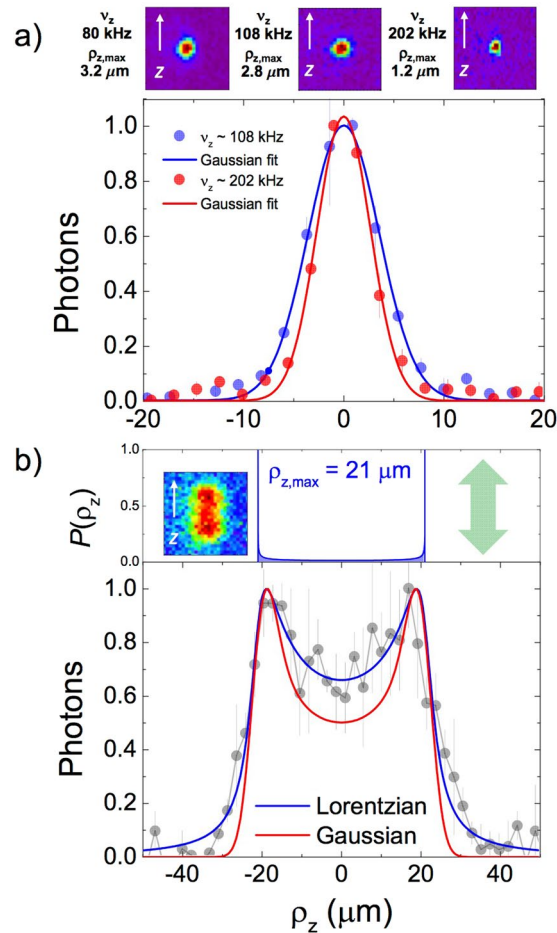 a)
ν_z
80 kHz
ρ_z,max
3.2 μm
z
ν_z
108 kHz
ρ_z,max
2.8 μm
z
ν_z
202 kHz
ρ_z,max
1.2 μm
z
1.0
0.8
0.6
0.4
0.2
0.0
Photons
ν_z ~ 108 kHz
Gaussian fit
ν_z ~ 202 kHz
Gaussian fit
-20 -10 0 10 20
b)
1.0
0.5
0.0
P(ρ_z)
z
ρ_z,max = 21 μm
1.0
0.8
0.6
0.4
0.2
0.0
Photons
Lorentzian
Gaussian
-40 -20 0 20 40
ρ_z (μm)